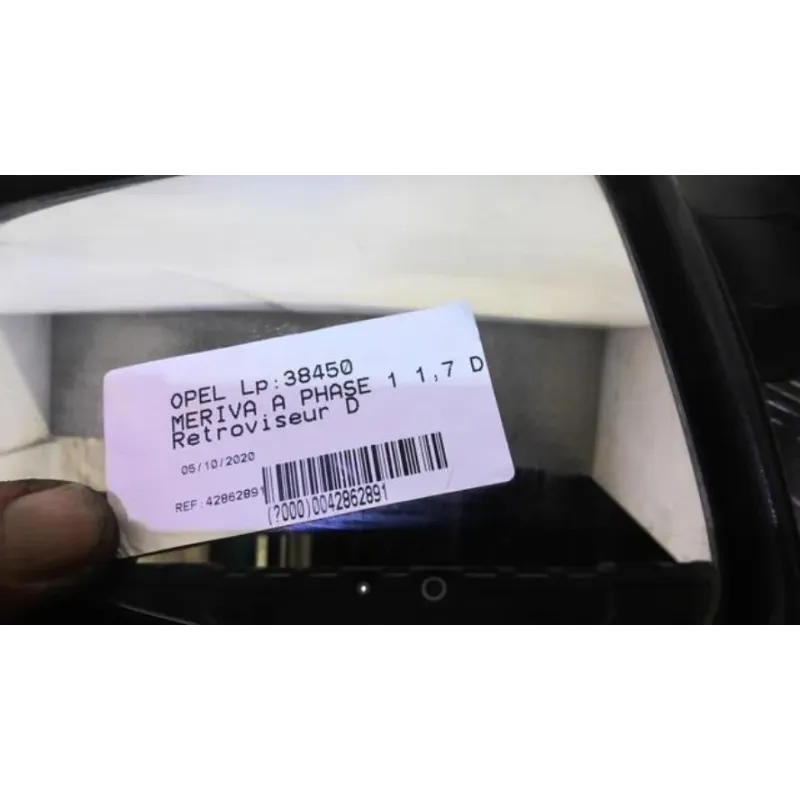 OPEL Lp:38450
MERIVA A PHASE 1 1,7 D
Retroviseur D
05/10/2020
REF:42862891
(?000)0042862891